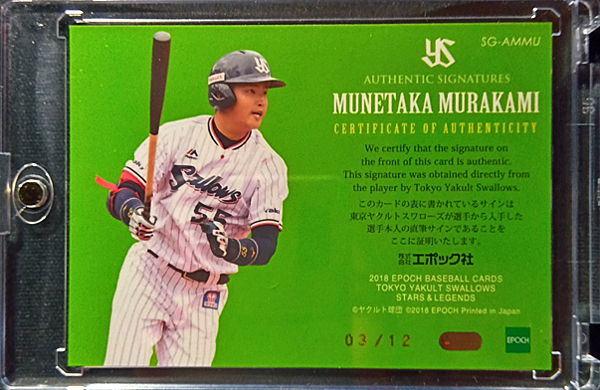 SG-AMMU
YS
AUTHENTIC SIGNATURES
MUNETAKA MURAKAMI
CERTIFICATE OF AUTHENTICITY
We certify that the signature on
the front of this card is authentic.
This signature was obtained directly from
the player by Tokyo Yakult Swallows.
このカードの表に書かれているサインは
東京ヤクルトスワローズが選手から入手した
選手本人の直筆サインであることを
ここに証明いたします。
株式会社エポック社
2018 EPOCH BASEBALL CARDS
TOKYO YAKULT SWALLOWS
STARS & LEGENDS
©ヤクルト球団 ©2018 EPOCH Printed in Japan
03/12
EPOCH
Swallows
55